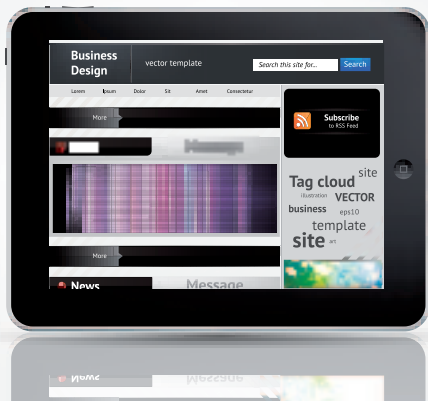 Business
Design
vector template
Search this site for...
Search
Lorem
Ipsum
Dolor
Sit
Amet
Consectetur
More
Subscribe
to RSS Feed
Tag cloud
site
illustration
VECTOR
business
eps10
template
site
art
More
News
Message